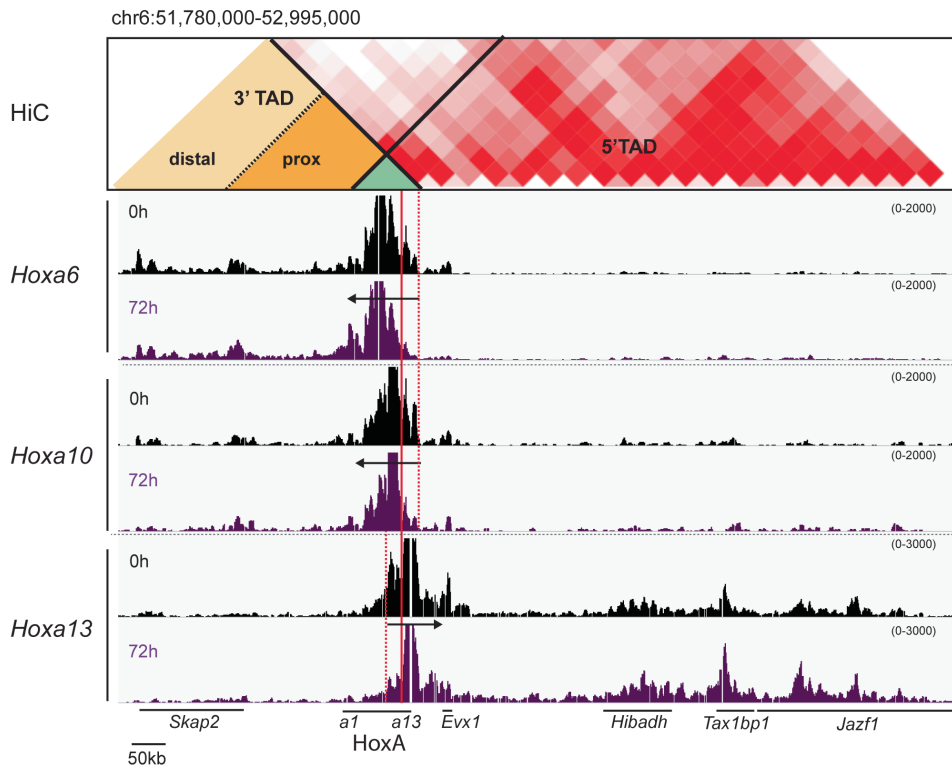 chr6:51,780,000-52,995,000
HiC
3' TAD
distal
prox
5'TAD
Hoxa6
0h
(0-2000)
72h
(0-2000)
Hoxa10
0h
(0-2000)
72h
(0-2000)
Hoxa13
0h
(0-3000)
72h
(0-3000)
Skap2
a1
a13
Evx1
Hibadh
Tax1bp1
Jazf1
HoxA
50kb